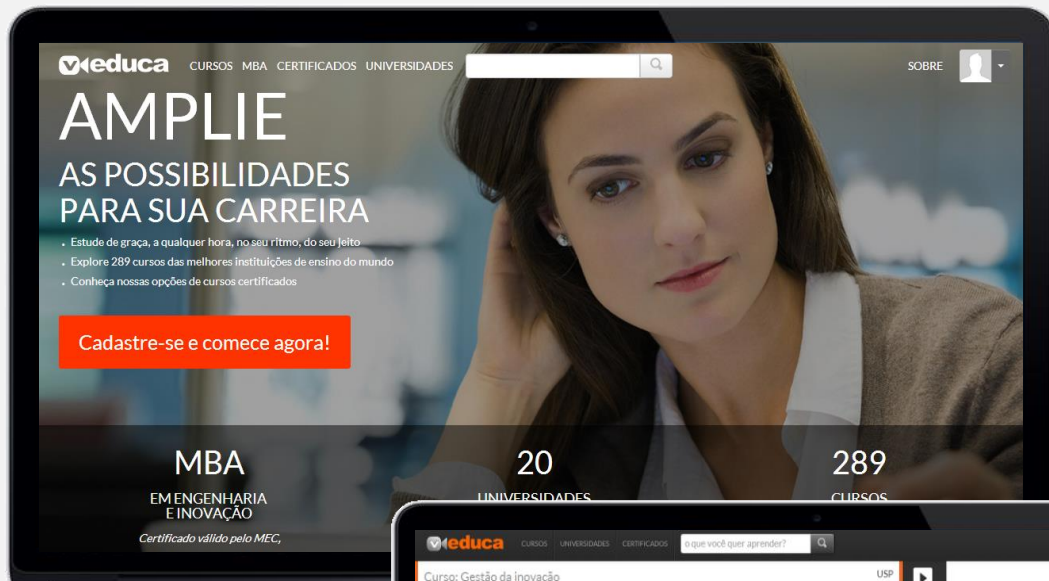 veduca CURSOS MBA CERTIFICADOS UNIVERSIDADES SOBRE
AMPLIE
AS POSSIBILIDADES
PARA SUA CARREIRA
. Estude de graça, a qualquer hora, no seu ritmo, do seu jeito
. Explore 289 cursos das melhores instituições de ensino do mundo
. Conheça nossas opções de cursos certificados
Cadastre-se e comece agora!
MBA
EM ENGENHARIA
E INOVAÇÃO
Certificado válido pelo MEC,
20
UNIVERSIDADES
289
CURSOS
veduca CURSOS UNIVERSIDADES CERTIFICADOS o que você quer aprender?
Curso: Gestão da inovação USP